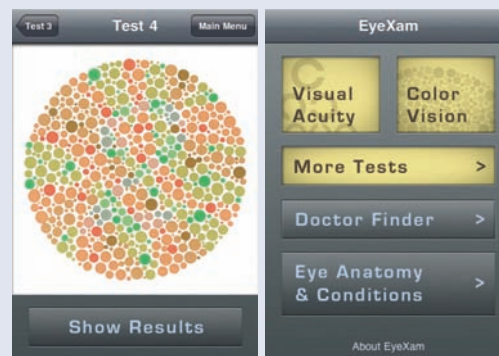 Test 3
Test 4
Main Menu
Show Results
EyeXam
Visual
Acuity
Color
Vision
More Tests >
Doctor Finder >
Eye Anatomy
& Conditions >
About EyeXam